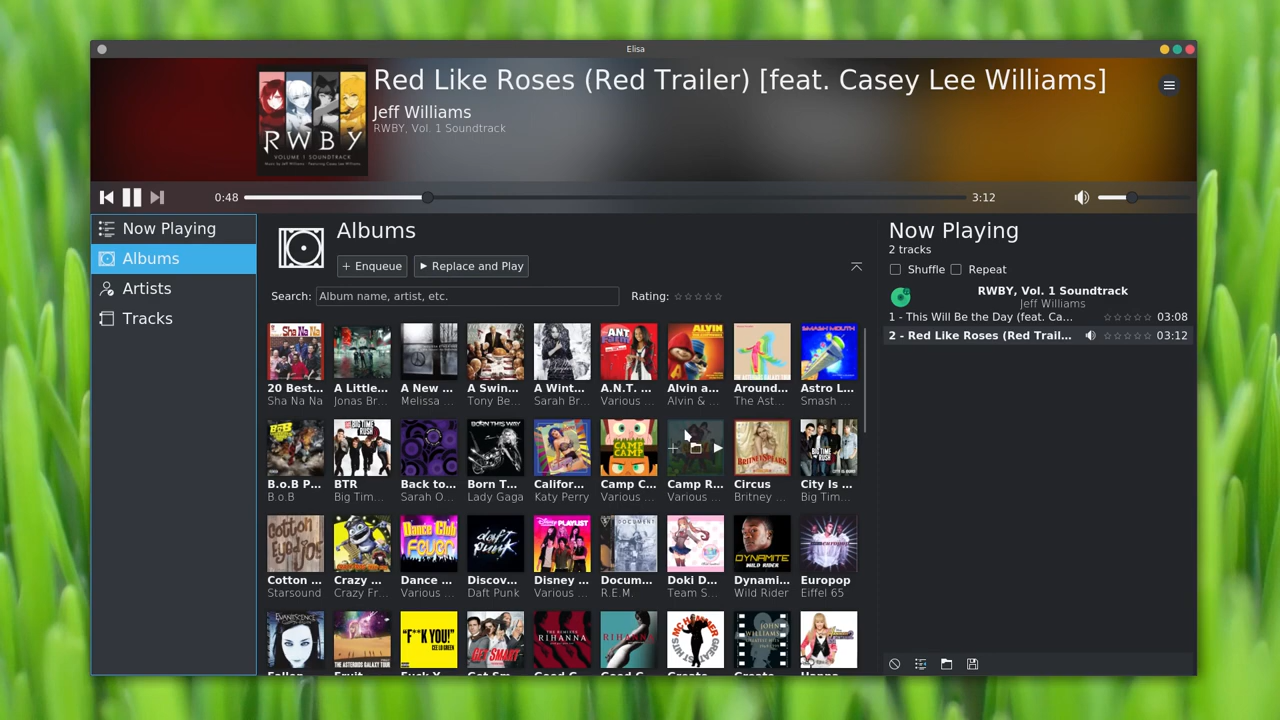 Elisa
Red Like Roses (Red Trailer) [feat. Casey Lee Williams]
Jeff Williams
RWBY, Vol. 1 Soundtrack
RWBY
VOLUME 1 SOUNDTRACK
0:48
3:12
Now Playing
Albums
Artists
Tracks
Albums
+ Enqueue
Replace and Play
Search:
Album name, artist, etc.
Rating:
20 Best...
A Little...
A New ...
A Swin...
A Wint...
A.N.T. ...
Alvin a...
Around...
Astro L...
Sha Na Na
Jonas Br...
Melissa ...
Tony Be...
Sarah Br...
Various ...
Alvin & ...
The Ast...
Smash ...
B.o.B P...
BTR
Back to...
Born T...
Califor...
Camp C...
Camp R...
Circus
City Is ...
B.o.B
Big Tim...
Sarah O...
Lady Gaga
Katy Perry
Various ...
Various ...
Britney ...
Big Tim...
Cotton ...
Crazy ...
Dance ...
Discov...
Disney ...
Docum...
Doki D...
Dynami...
Europop
Starsound
Crazy Fr...
Various ...
Daft Punk
Various ...
R.E.M.
Team S...
Wild Rider
Eiffel 65
Now Playing
2 tracks
Shuffle
Repeat
RWBY, Vol. 1 Soundtrack
Jeff Williams
1 - This Will Be the Day (feat. Ca...
03:08
2 - Red Like Roses (Red Trail...
03:12